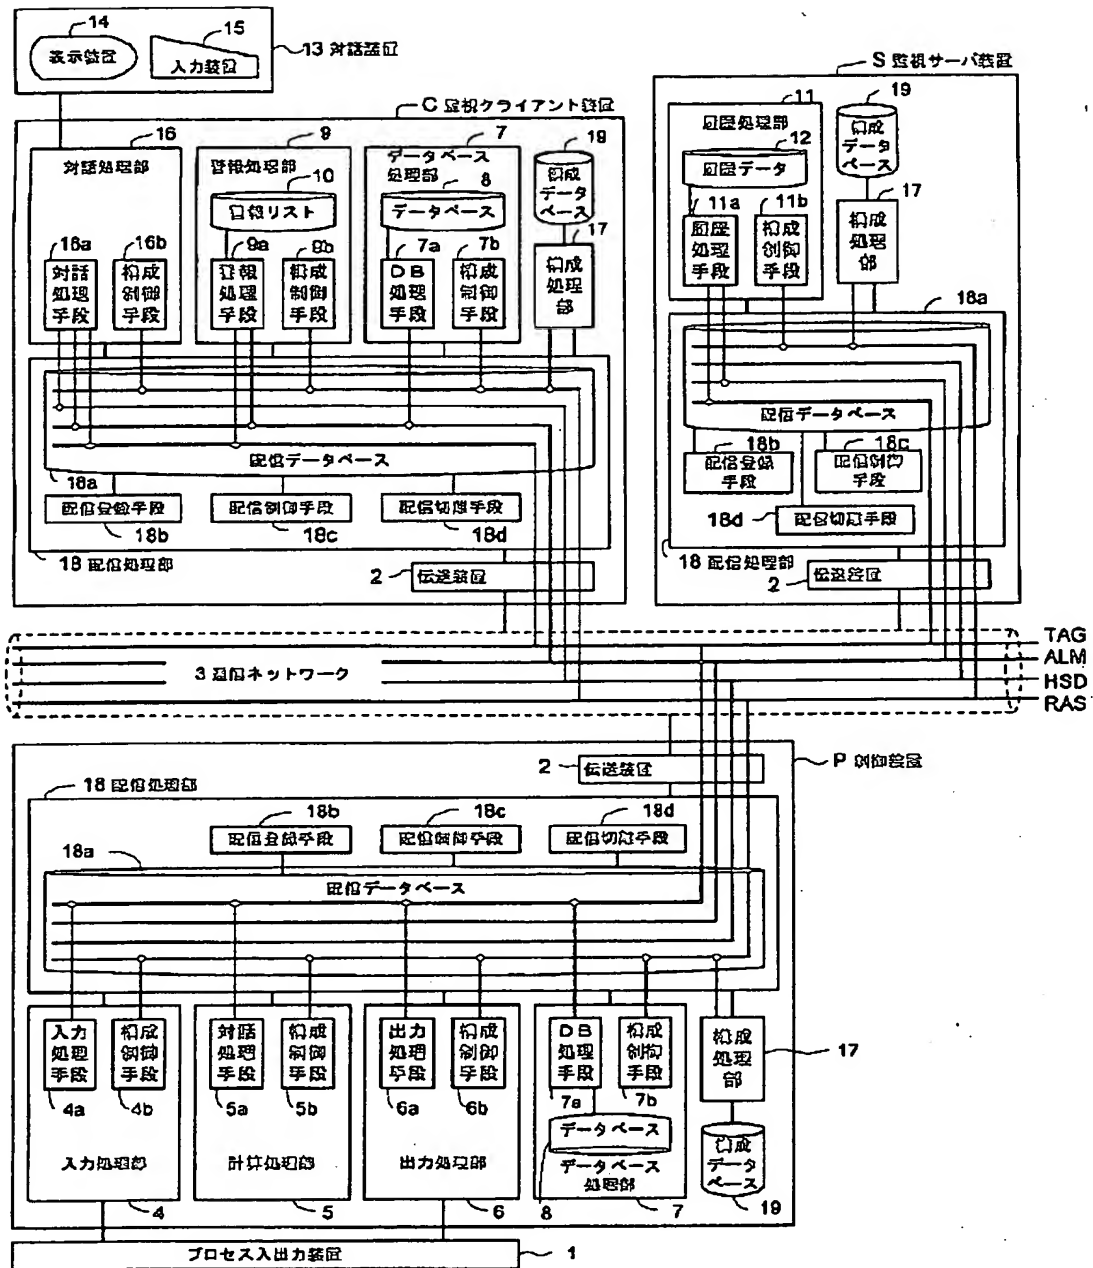 14
表示装置
15
入力装置
13 対話装置
C 監視クライアント装置
16
対話処理部
16a
対話
処理
手段
16b
構成
制御
手段
9
警報処理部
10
警報リスト
9a
警報
処理
手段
9b
構成
制御
手段
7
データベース
処理部
8
データベース
7a
DB
処理
手段
7b
構成
制御
手段
19
構成
データ
ベース
17
構成
処理
部
配信データベース
18a
配信登録手段
18b
配信制御手段
18c
配信切替手段
18d
18 配信処理部
2
伝送装置
S 監視サーバ装置
11
履歴処理部
12
履歴データ
11a
履歴
処理
手段
11b
構成
制御
手段
19
構成
データ
ベース
17
構成
処理
部
18a
配信データベース
18b
配信登録
手段
18c
配信制御
手段
18d
配信切替手段
18 配信処理部
2
伝送装置
3 通信ネットワーク
TAG
ALM
HSD
RAS
P 制御装置
2
伝送装置
18 配信処理部
18b
配信登録手段
18c
配信制御手段
18d
配信切替手段
18a
配信データベース
入力
処理
手段
4a
構成
制御
手段
4b
入力処理部
4
対話
処理
手段
5a
構成
制御
手段
5b
計算処理部
5
出力
処理
手段
6a
構成
制御
手段
6b
出力処理部
6
DB
処理
手段
7a
構成
制御
手段
7b
データベース
8
データベース
処理部
7
構成
処理
部
17
構成
データ
ベース
19
プロセス入出力装置
1